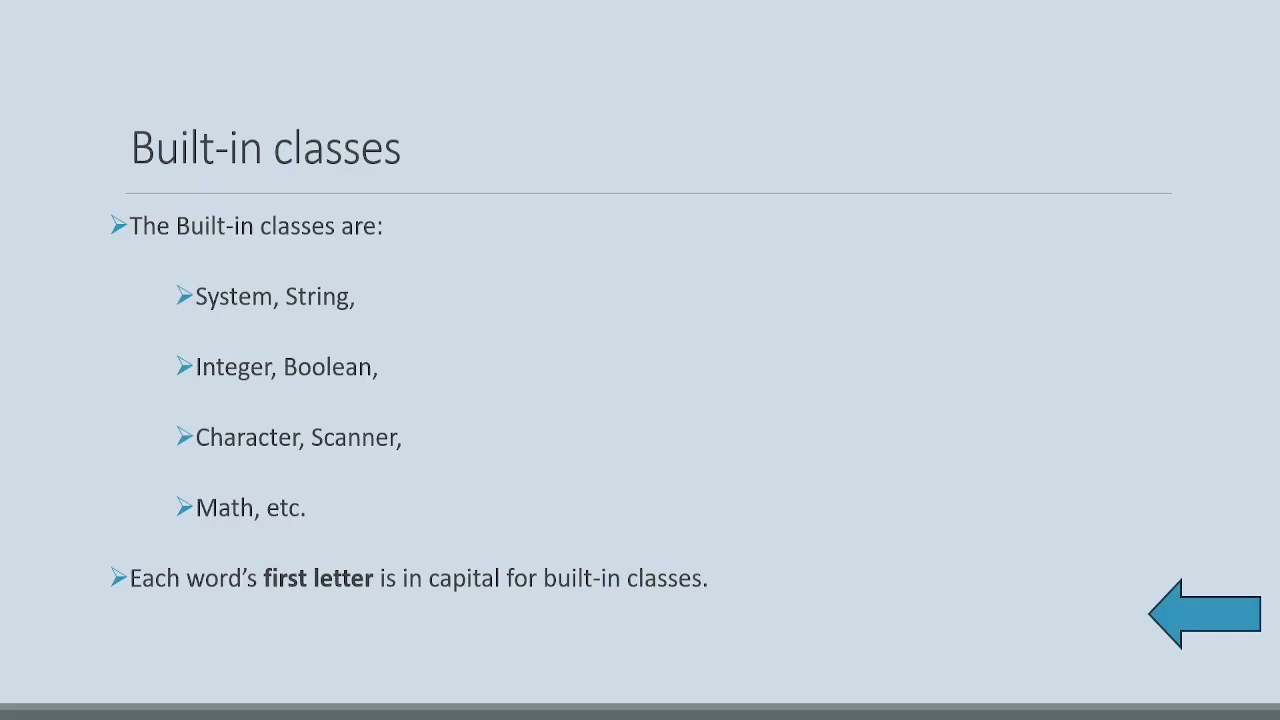 Built-in classes
The Built-in classes are:
System, String,
Integer, Boolean,
Character, Scanner,
Math, etc.
Each word’s first letter is in capital for built-in classes.